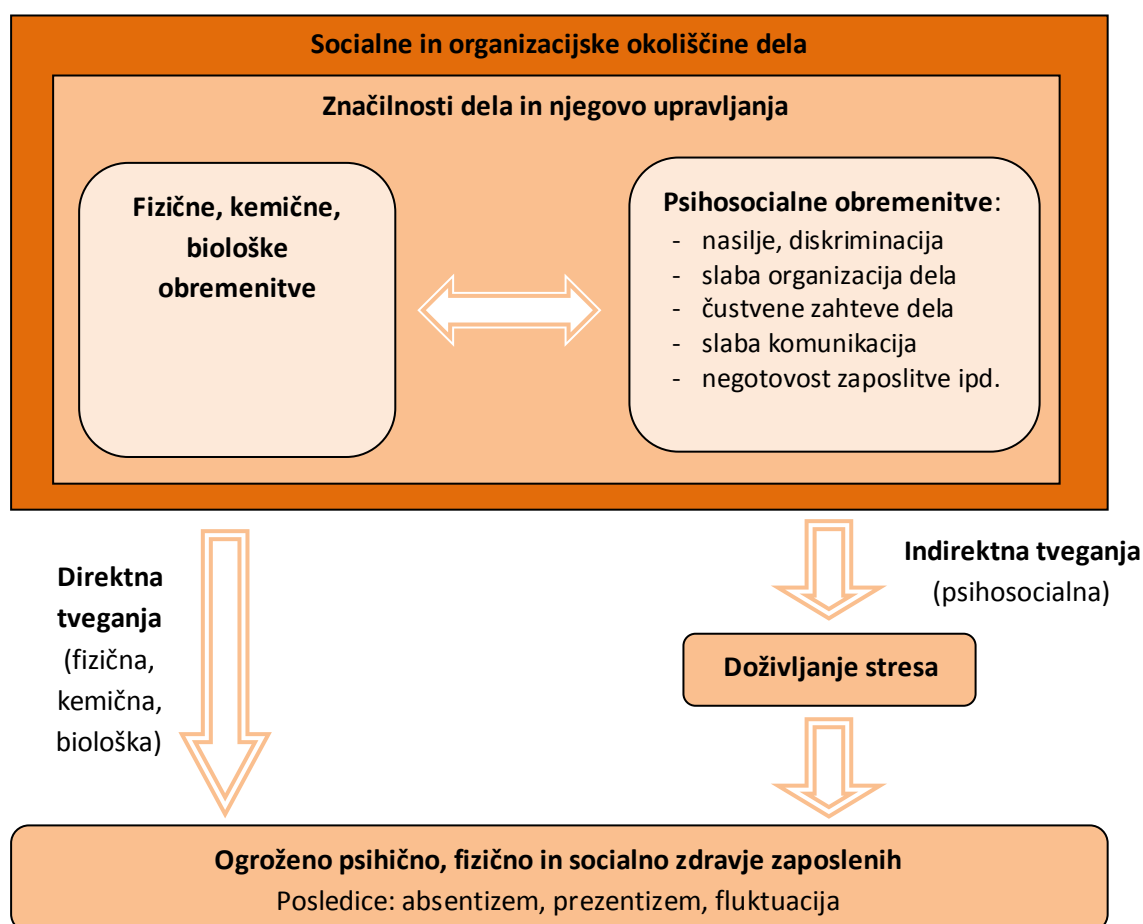 Socialne in organizacijske okoliščine dela
Značilnosti dela in njegovo upravljanja
Fizične, kemične,
biološke
obremenitve
Psihosocialne obremenitve:
- nasilje, diskriminacija
- slaba organizacija dela
- čustvene zahteve dela
- slaba komunikacija
- negotovost zaposlitve ipd.
Direktna
tveganja
(fizična,
kemična,
biološka)
Indirektna tveganja
(psihosocialna)
Doživljanje stresa
Ogroženo psihično, fizično in socialno zdravje zaposlenih
Posledice: absentizem, prezentizem, fluktuacija